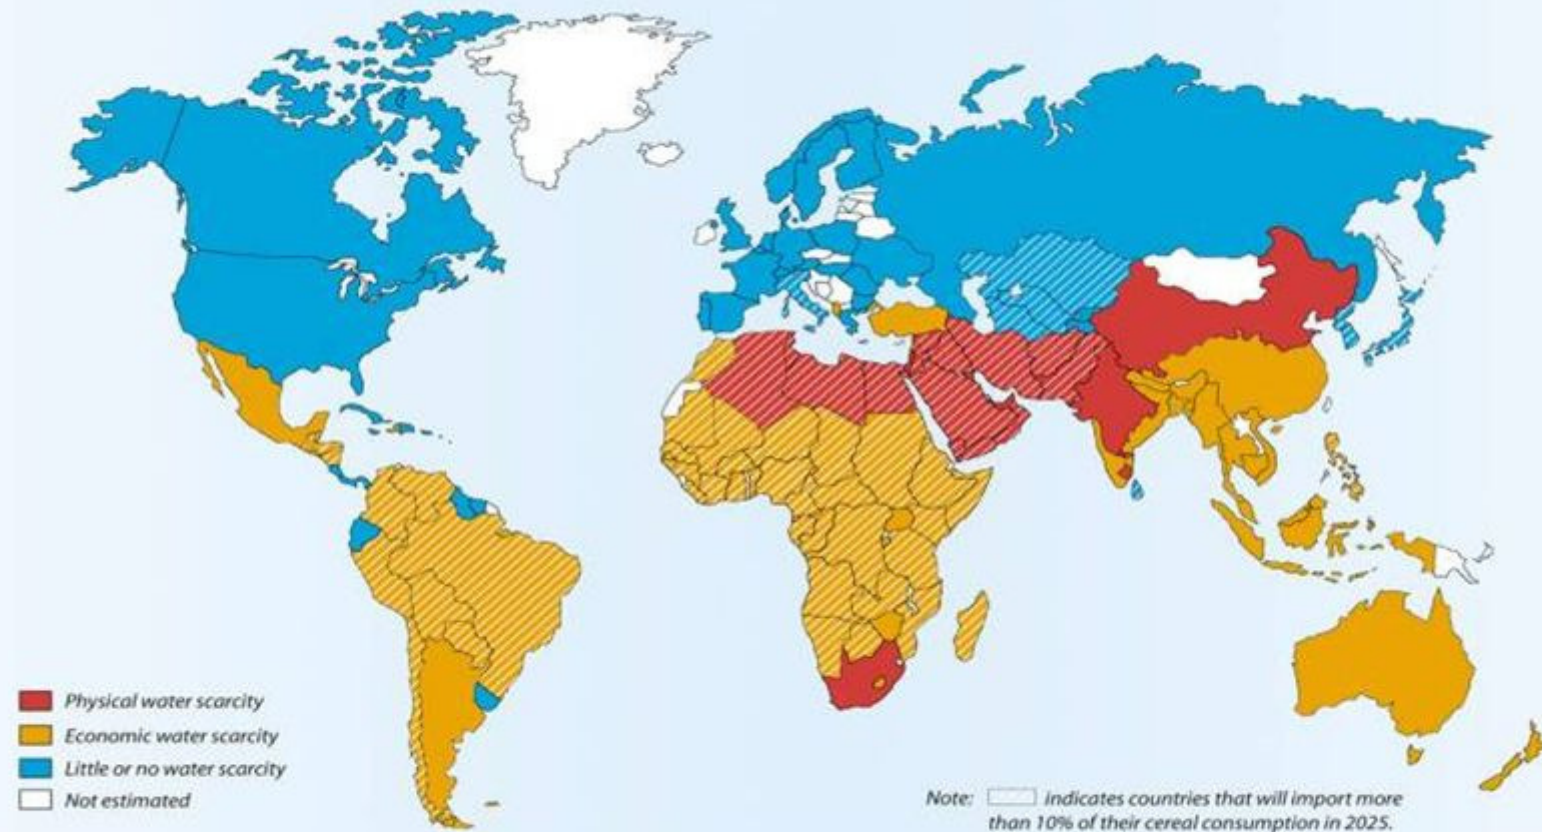 Physical water scarcity
Economic water scarcity
Little or no water scarcity
Not estimated
Note: indicates countries that will import more
than 10% of their cereal consumption in 2025.